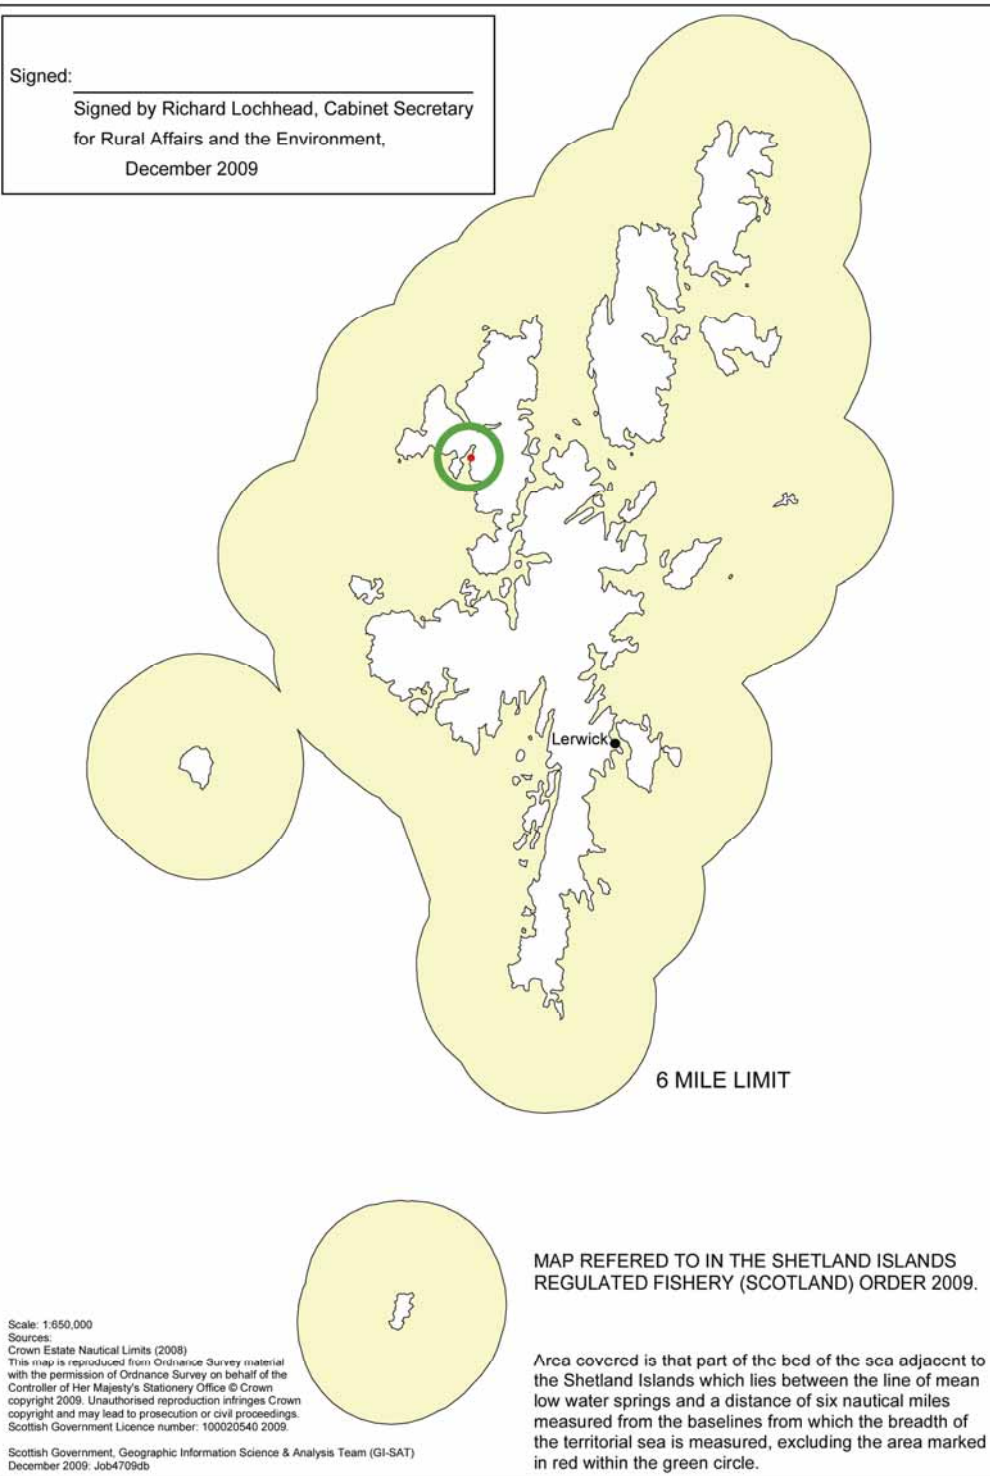 Signed:
Signed by Richard Lochhead, Cabinet Secretary
for Rural Affairs and the Environment,
December 2009
Lerwick
6 MILE LIMIT
MAP REFERED TO IN THE SHETLAND ISLANDS
REGULATED FISHERY (SCOTLAND) ORDER 2009.
Scale: 1:650,000
Sources:
Crown Estate Nautical Limits (2008)
This map is reproduced from Ordnance Survey material
with the permission of Ordnance Survey on behalf of the
Controller of Her Majesty's Stationery Office © Crown
copyright 2009. Unauthorised reproduction infringes Crown
copyright and may lead to prosecution or civil proceedings.
Scottish Government Licence number: 100020540 2009.
Scottish Government, Geographic Information Science & Analysis Team (GI-SAT)
December 2009: Job4709db
Area covered is that part of the bed of the sea adjacent to
the Shetland Islands which lies between the line of mean
low water springs and a distance of six nautical miles
measured from the baselines from which the breadth of
the territorial sea is measured, excluding the area marked
in red within the green circle.